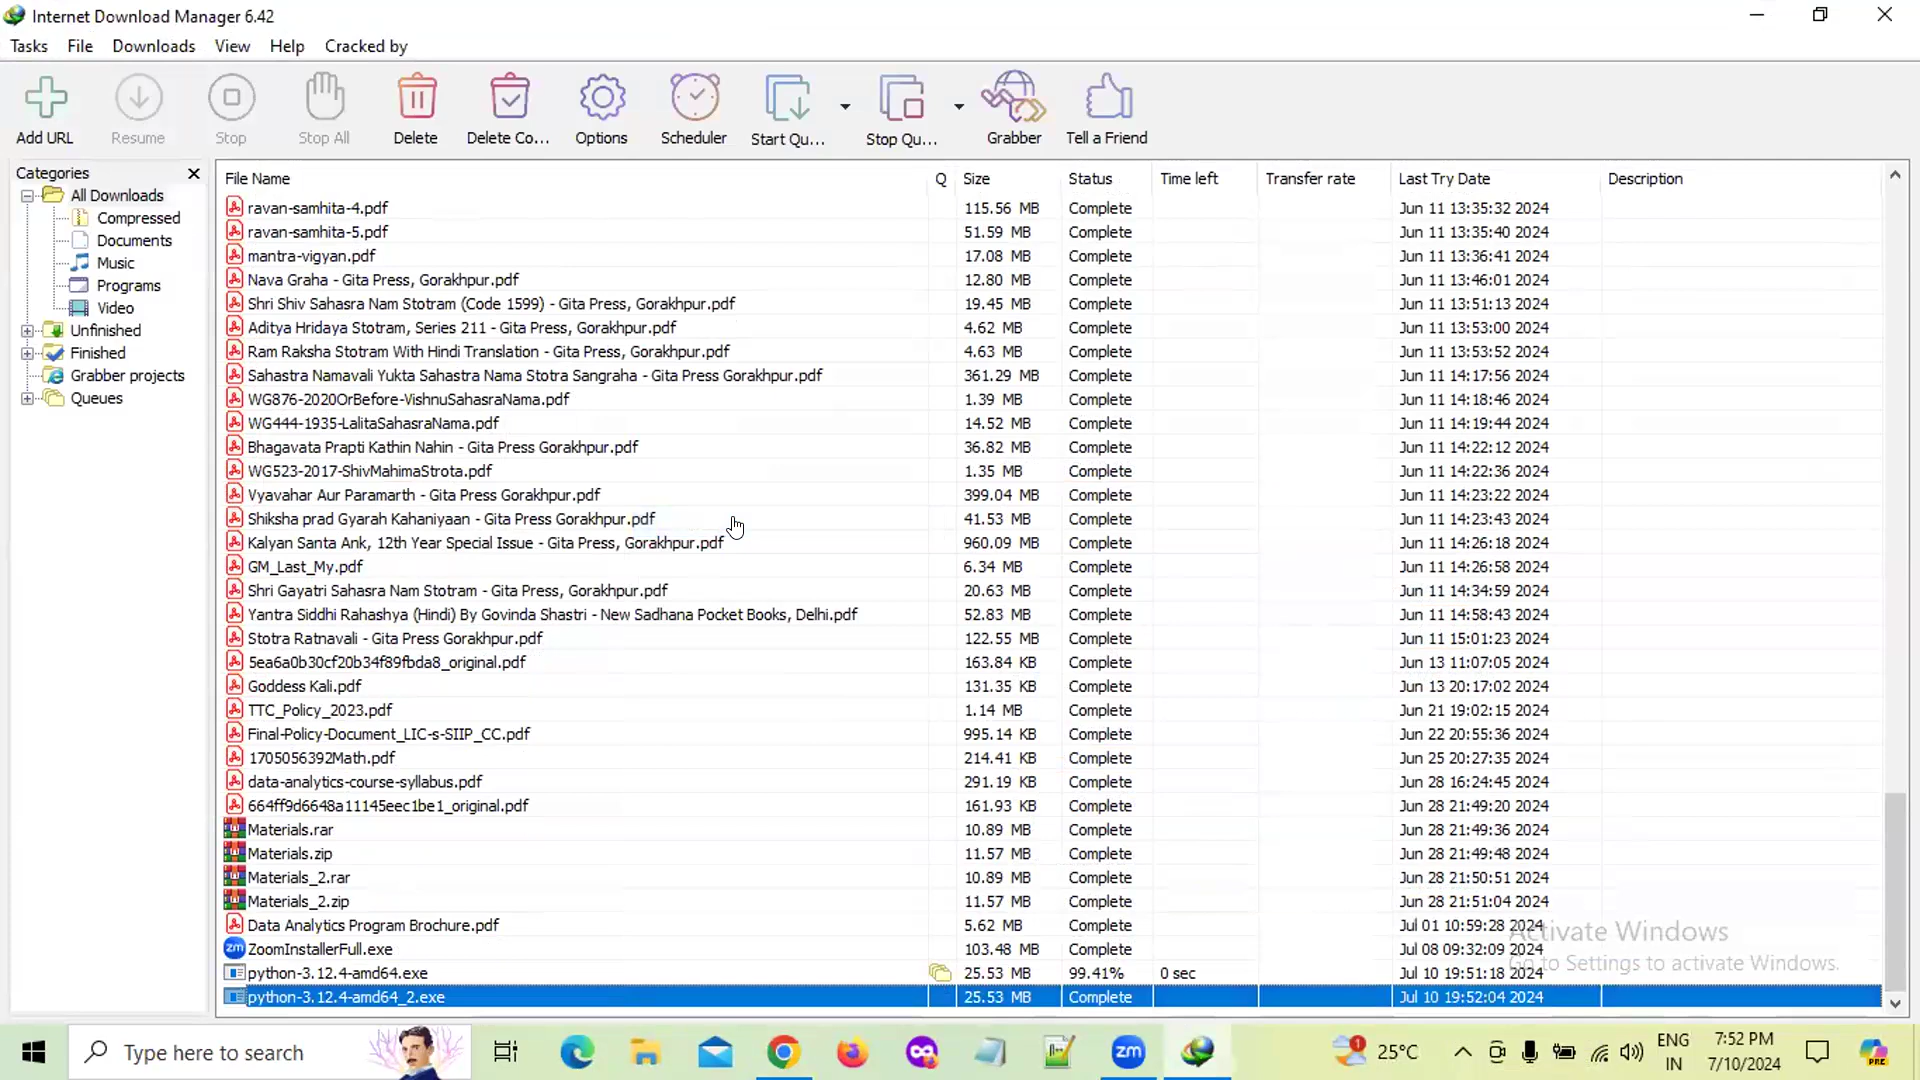 Internet Download Manager 6.42
Tasks File Downloads View Help Cracked by
Add URL Resume Stop Stop All Delete Delete Co... Options Scheduler Start Qu... Stop Qu... Grabber Tell a Friend
Categories
All Downloads
Compressed
Documents
Music
Programs
Video
Unfinished
Finished
Grabber projects
Queues
File Name Q Size Status Time left Transfer rate Last Try Date Description
ravan-samhita-4.pdf 115.56 MB Complete Jun 11 13:35:32 2024
ravan-samhita-5.pdf 51.59 MB Complete Jun 11 13:35:40 2024
mantra-vigyan.pdf 17.08 MB Complete Jun 11 13:36:41 2024
Nava Graha - Gita Press, Gorakhpur.pdf 12.80 MB Complete Jun 11 13:46:01 2024
Shri Shiv Sahasra Nam Stotram (Code 1599) - Gita Press, Gorakhpur.pdf 19.45 MB Complete Jun 11 13:51:13 2024
Aditya Hridaya Stotram, Series 211 - Gita Press, Gorakhpur.pdf 4.62 MB Complete Jun 11 13:53:00 2024
Ram Raksha Stotram With Hindi Translation - Gita Press, Gorakhpur.pdf 4.63 MB Complete Jun 11 13:53:52 2024
Sahastra Namavali Yukta Sahastra Nama Stotra Sangraha - Gita Press Gorakhpur.pdf 361.29 MB Complete Jun 11 14:17:56 2024
WG876-2020OrBefore-VishnuSahasraNama.pdf 1.39 MB Complete Jun 11 14:18:46 2024
WG444-1935-LalitaSahasraNama.pdf 14.52 MB Complete Jun 11 14:19:44 2024
Bhagavata Prapti Kathin Nahin - Gita Press Gorakhpur.pdf 36.82 MB Complete Jun 11 14:22:12 2024
WG523-2017-ShivMahimaStrota.pdf 1.35 MB Complete Jun 11 14:22:36 2024
Vyavahar Aur Paramarth - Gita Press Gorakhpur.pdf 399.04 MB Complete Jun 11 14:23:22 2024
Shiksha prad Gyarah Kahaniyaan - Gita Press Gorakhpur.pdf 41.53 MB Complete Jun 11 14:23:43 2024
Kalyan Santa Ank, 12th Year Special Issue - Gita Press, Gorakhpur.pdf 960.09 MB Complete Jun 11 14:26:18 2024
GM_Last_My.pdf 6.34 MB Complete Jun 11 14:26:58 2024
Shri Gayatri Sahasra Nam Stotram - Gita Press, Gorakhpur.pdf 20.63 MB Complete Jun 11 14:34:59 2024
Yantra Siddhi Rahashya (Hindi) By Govinda Shastri - New Sadhana Pocket Books, Delhi.pdf 52.83 MB Complete Jun 11 14:58:43 2024
Stotra Ratnavali - Gita Press Gorakhpur.pdf 122.55 MB Complete Jun 11 15:01:23 2024
5ea6a0b30cf20b34f89fbda8_original.pdf 163.84 KB Complete Jun 13 11:07:05 2024
Goddess Kali.pdf 131.35 KB Complete Jun 13 20:17:02 2024
TTC_Policy_2023.pdf 1.14 MB Complete Jun 21 19:02:15 2024
Final-Policy-Document_LIC-s-SIIP_CC.pdf 995.14 KB Complete Jun 22 20:55:36 2024
1705056392Math.pdf 214.41 KB Complete Jun 25 20:27:35 2024
data-analytics-course-syllabus.pdf 291.19 KB Complete Jun 28 16:24:45 2024
664ff9d6648a11145eec1be1_original.pdf 161.93 KB Complete Jun 28 21:49:20 2024
Materials.rar 10.89 MB Complete Jun 28 21:49:36 2024
Materials.zip 11.57 MB Complete Jun 28 21:49:48 2024
Materials_2.rar 10.89 MB Complete Jun 28 21:50:51 2024
Materials_2.zip 11.57 MB Complete Jun 28 21:51:04 2024
Data Analytics Program Brochure.pdf 5.62 MB Complete Jul 01 10:59:28 2024
Activate Windows
ZoomInstallerFull.exe 103.48 MB Complete Jul 08 09:32:09 2024
Go to Settings to activate Windows.
python-3.12.4-amd64.exe 25.53 MB 99.41% 0 sec Jul 10 19:51:18 2024
python-3.12.4-amd64_2.exe 25.53 MB Complete Jul 10 19:52:04 2024
Type here to search
zm
1
25°C
ENG
IN
7:52 PM
7/10/2024
PRE